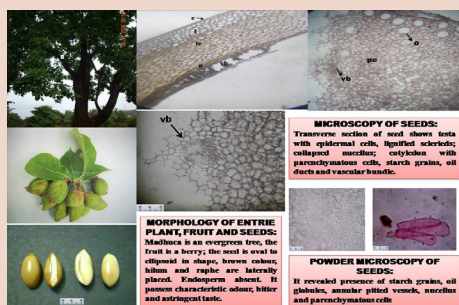 e
t
iv
n
vb
o
pc
vb
vb
MICROSCOPY OF SEEDS:
Transverse section of seed shows testa
with epidermal cells, lignified sclerieds;
collapsed nucellus; cotyledon with
parenchymatous cells, starch grains, oil
ducts and vascular bundle.
MORPHOLOGY OF ENTRIE
PLANT, FRUIT AND SEEDS:
Madhuca is an evergreen tree, the
fruit is a berry; the seed is oval to
ellipsoid in shape, brown colour,
hilum and raphe are laterally
placed. Endosperm absent. It
possess characteristic odour, bitter
and astringent taste.
POWDER MICROSCOPY OF
SEEDS:
It revealed presence of starch grains, oil
globules, annular pitted vessels, nucellus
and parenchymatous cells